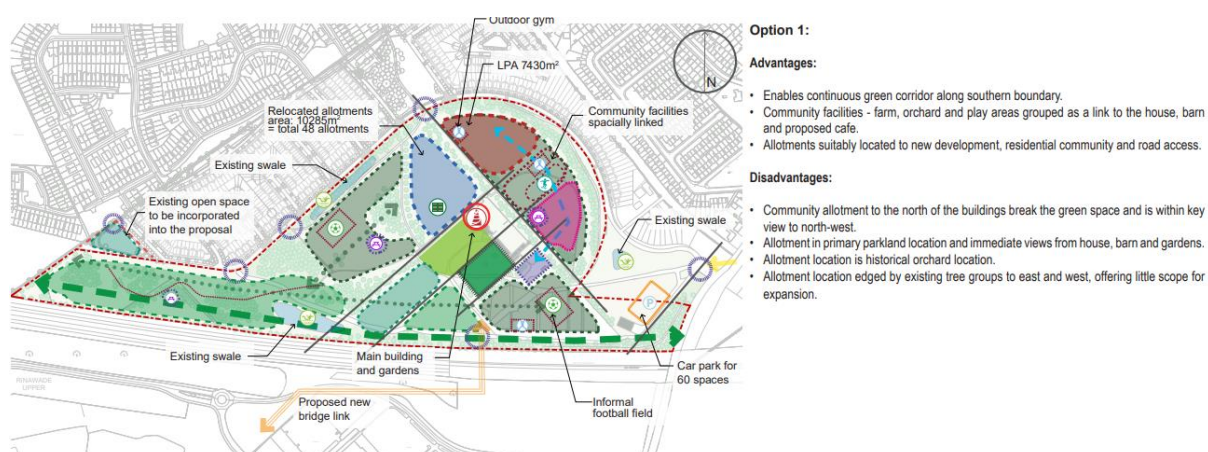 Outdoor gym
LPA 7430m²
Relocated allotments
area: 10285m²
= total 48 allotments
Community facilities
spacially linked
Existing swale
Existing open space
to be incorporated
into the proposal
Existing swale
Existing swale
Main building
and gardens
Car park for
60 spaces
Proposed new
bridge link
Informal
football field
RINAWADE
UPPER
N
P
Option 1:
Advantages:
• Enables continuous green corridor along southern boundary.
• Community facilities - farm, orchard and play areas grouped as a link to the house, barn
and proposed cafe.
• Allotments suitably located to new development, residential community and road access.
Disadvantages:
• Community allotment to the north of the buildings break the green space and is within key
view to north-west.
• Allotment in primary parkland location and immediate views from house, barn and gardens.
• Allotment location is historical orchard location.
• Allotment location edged by existing tree groups to east and west, offering little scope for
expansion.